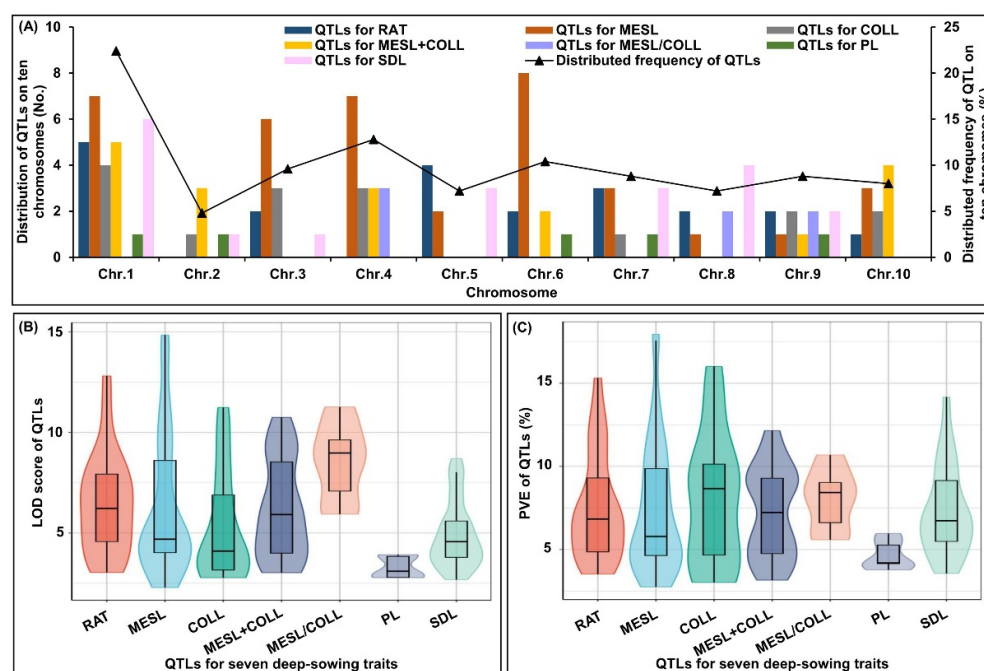 (A)
QTLs for RAT QTLs for MESL QTLs for COLL
QTLs for MESL+COLL QTLs for MESL/COLL QTLs for PL
QTLs for SDL Distributed frequency of QTLs
Distribution of QTLs on ten
chromosomes (No.)
10
8
6
4
2
0
25
20
15
10
5
0
Distributed frequency of QTL on
ten chromosomes (%)
Chr.1 Chr.2 Chr.3 Chr.4 Chr.5 Chr.6 Chr.7 Chr.8 Chr.9 Chr.10
Chromosome
(B)
LOD score of QTLs
15
10
5
RAT MESL COLL MESL+COLL MESL/COLL PL SDL
QTLs for seven deep-sowing traits
(C)
PVE of QTLs (%)
15
10
5
RAT MESL COLL MESL+COLL MESL/COLL PL SDL
QTLs for seven deep-sowing traits